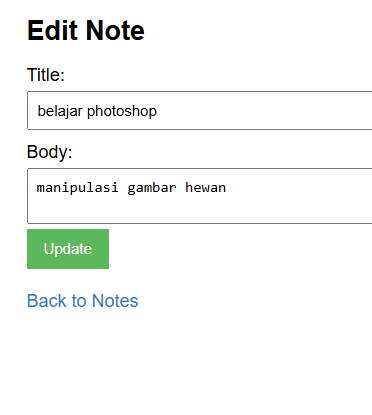 Edit Note
Title:
belajar photoshop
Body:
manipulasi gambar hewan
Update
Back to Notes